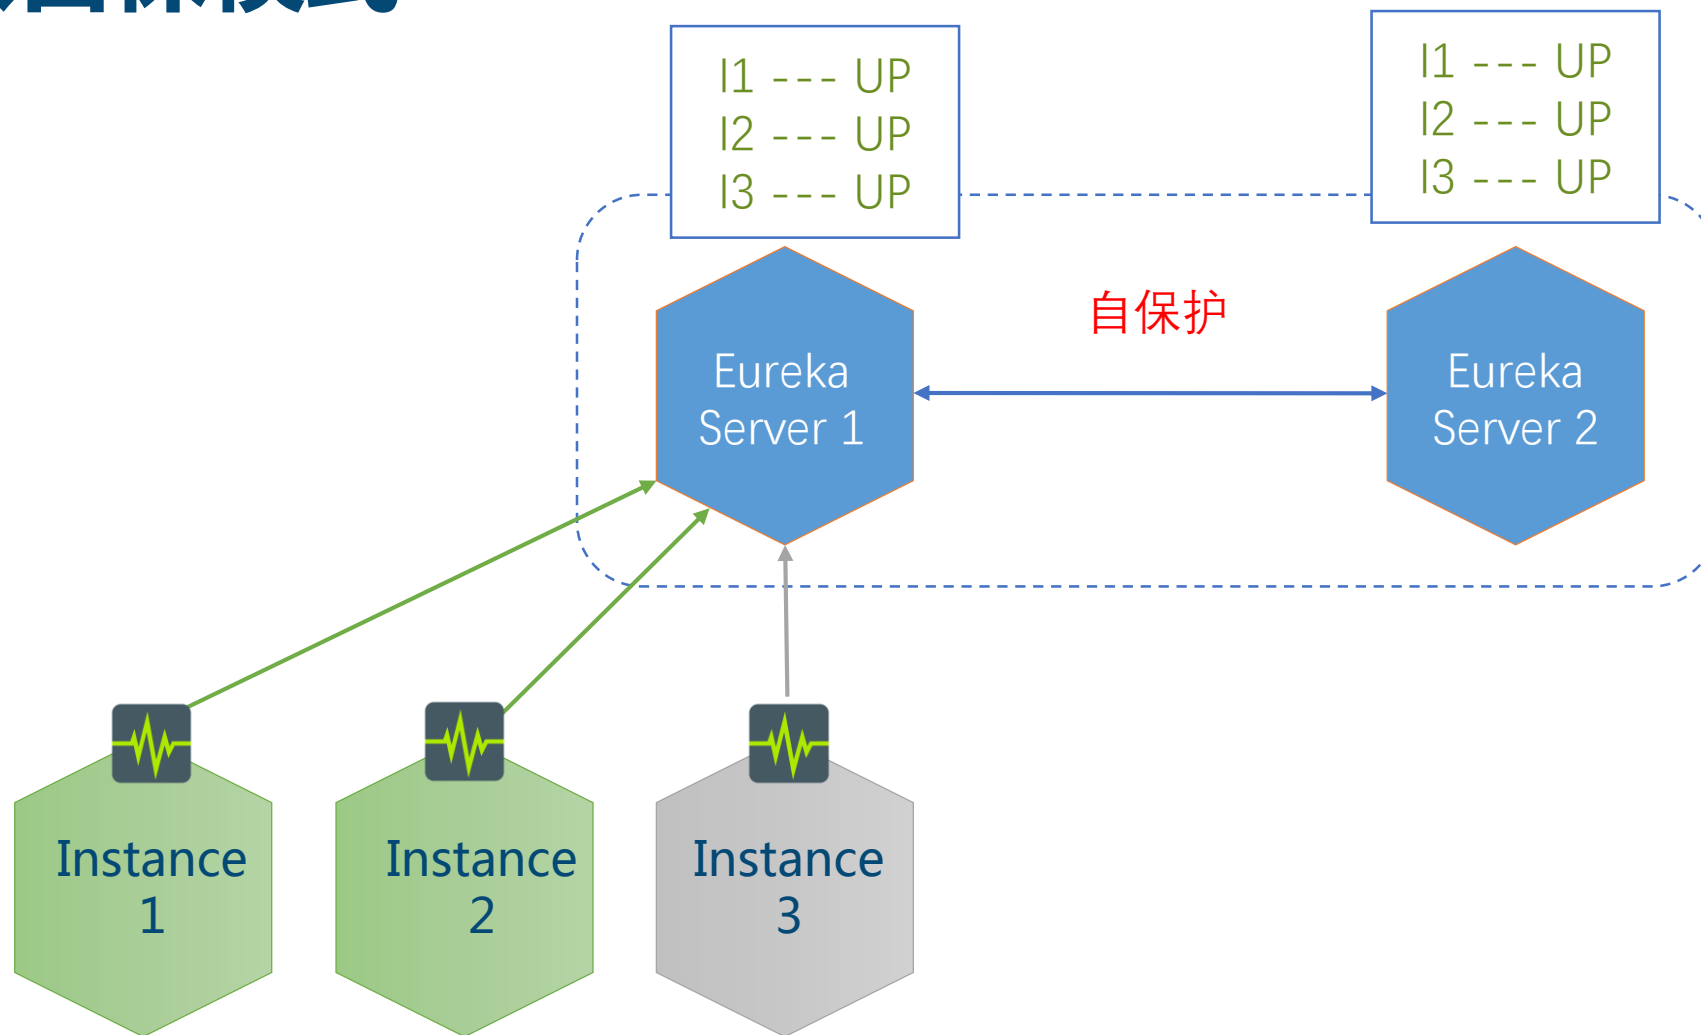 I1 --- UP
I2 --- UP
I3 --- UP
I1 --- UP
I2 --- UP
I3 --- UP
自保护
Eureka
Server 1
Eureka
Server 2
Instance
1
Instance
2
Instance
3